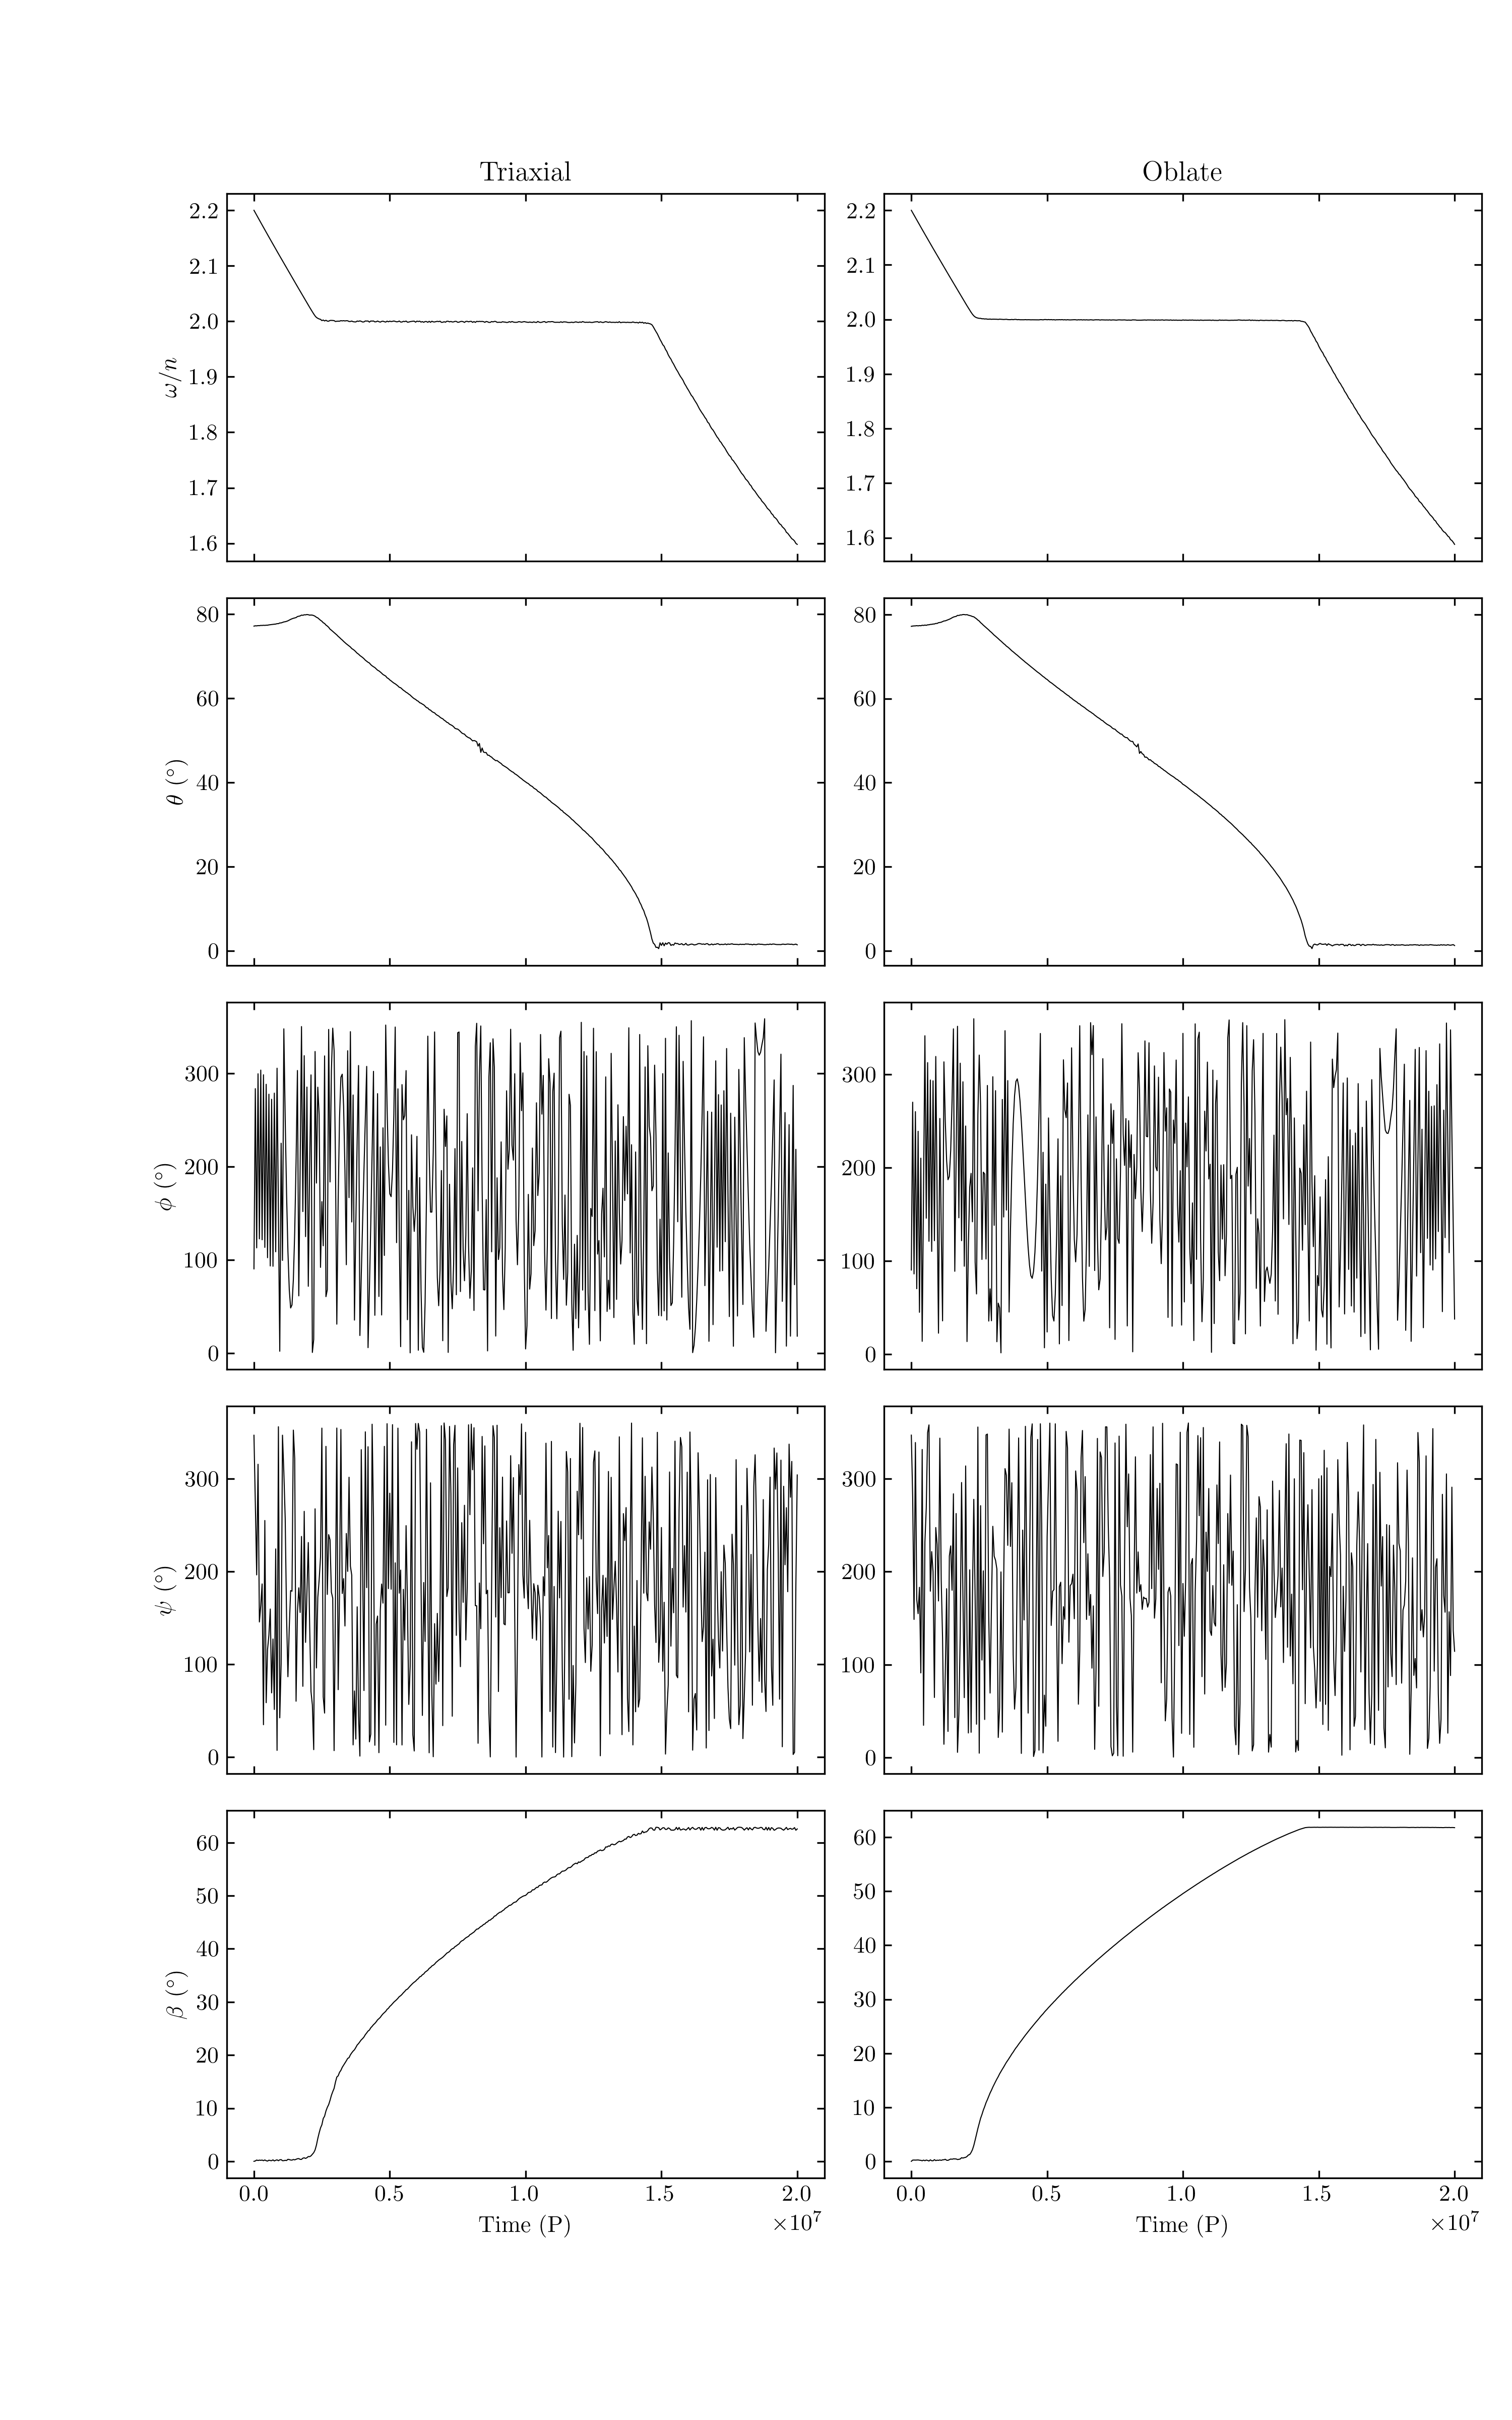 Triaxial Oblate
2.2 2.2
2.1 2.1
2.0 2.0
ω/n 1.9 1.9
1.8 1.8
1.7 1.7
1.6 1.6
80 80
60 60
θ (°) 40 40
20 20
0 0
300 300
φ (°) 200 200
100 100
0 0
300 300
ψ (°) 200 200
100 100
0 0
60 60
50 50
40 40
β (°) 30 30
20 20
10 10
0 0
0.0 0.5 1.0 1.5 2.0 0.0 0.5 1.0 1.5 2.0
Time (P) ×10⁷ Time (P) ×10⁷